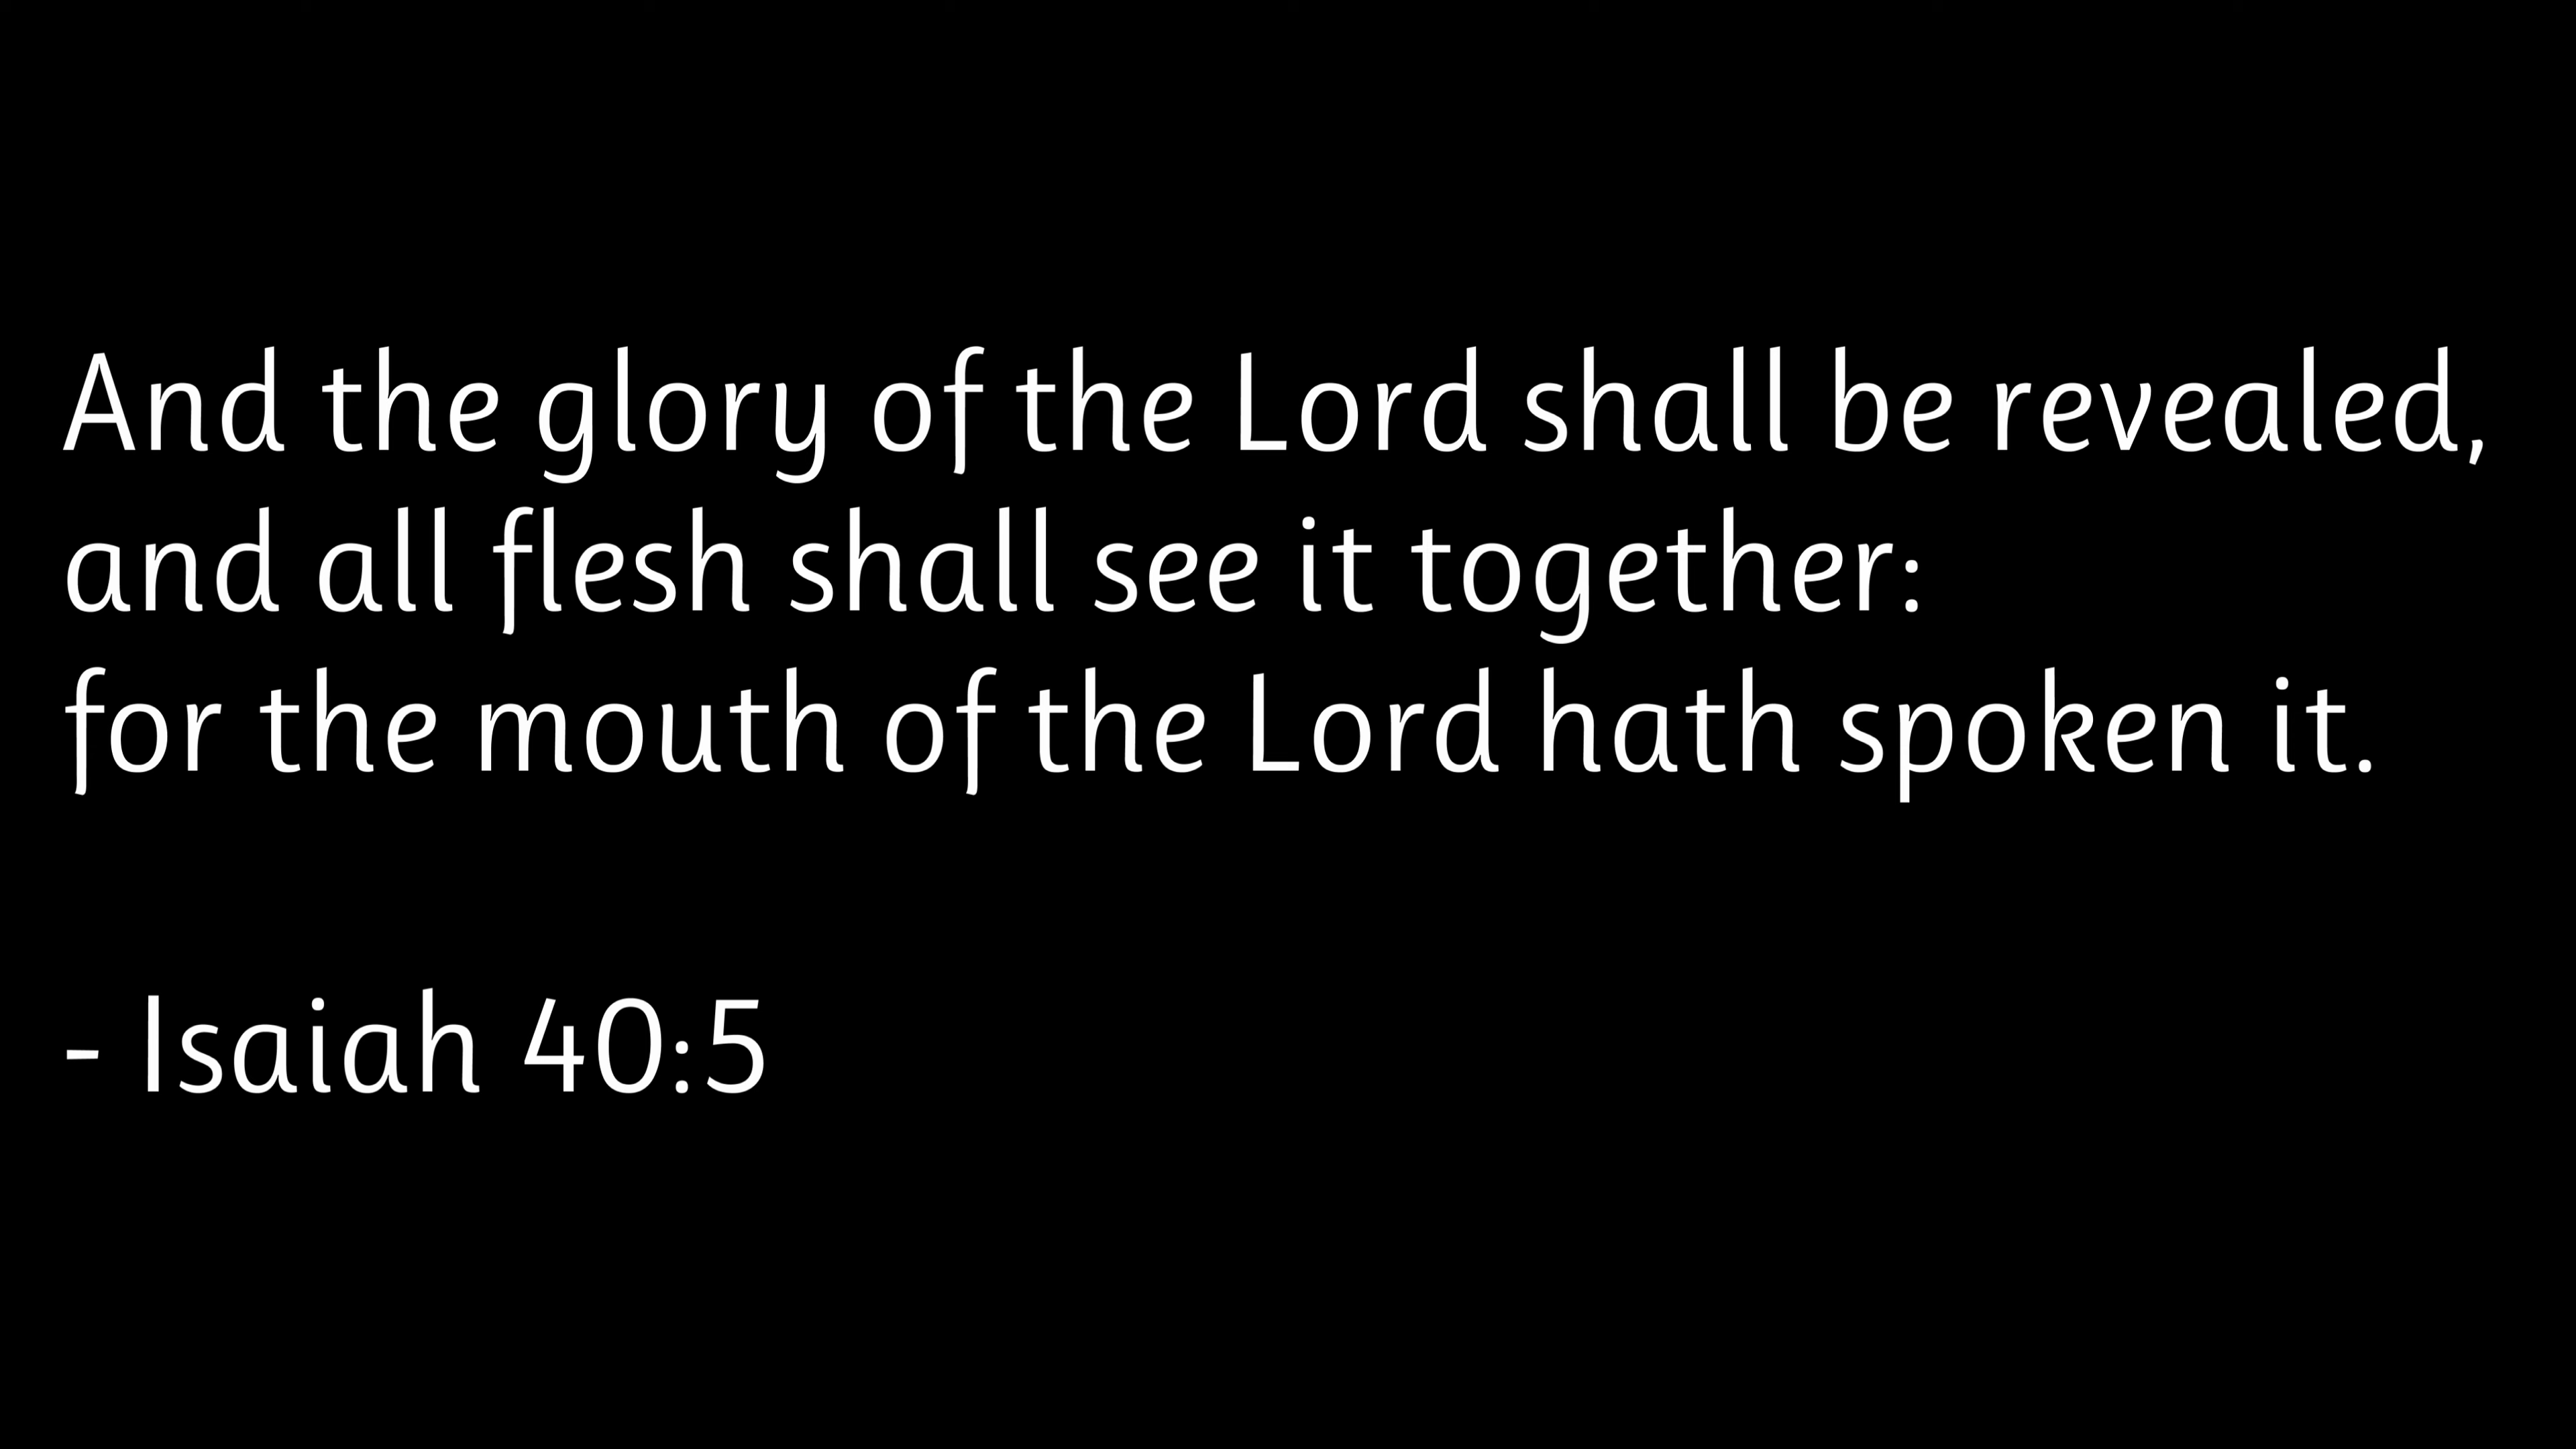 And the glory of the Lord shall be revealed,
and all flesh shall see it together:
for the mouth of the Lord hath spoken it.
- Isaiah 40:5